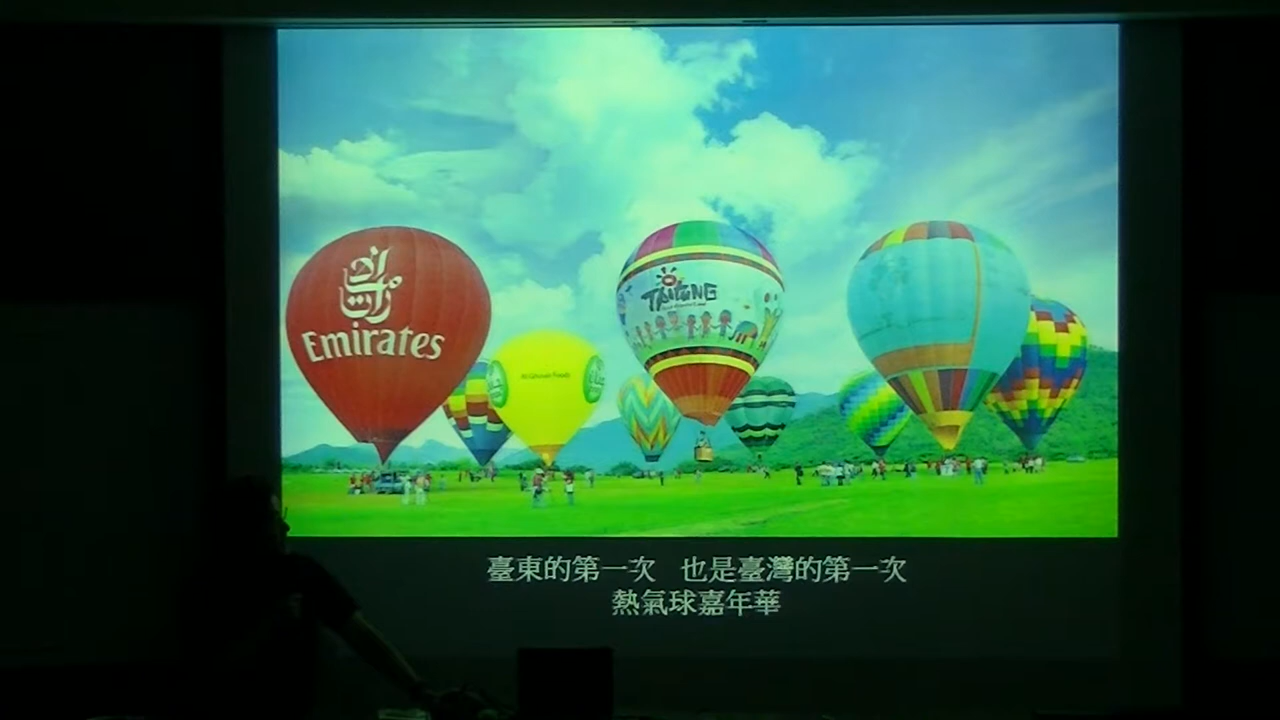 الإمارات
Emirates
TAITUNG
臺東的第一次 也是臺灣的第一次
熱氣球嘉年華